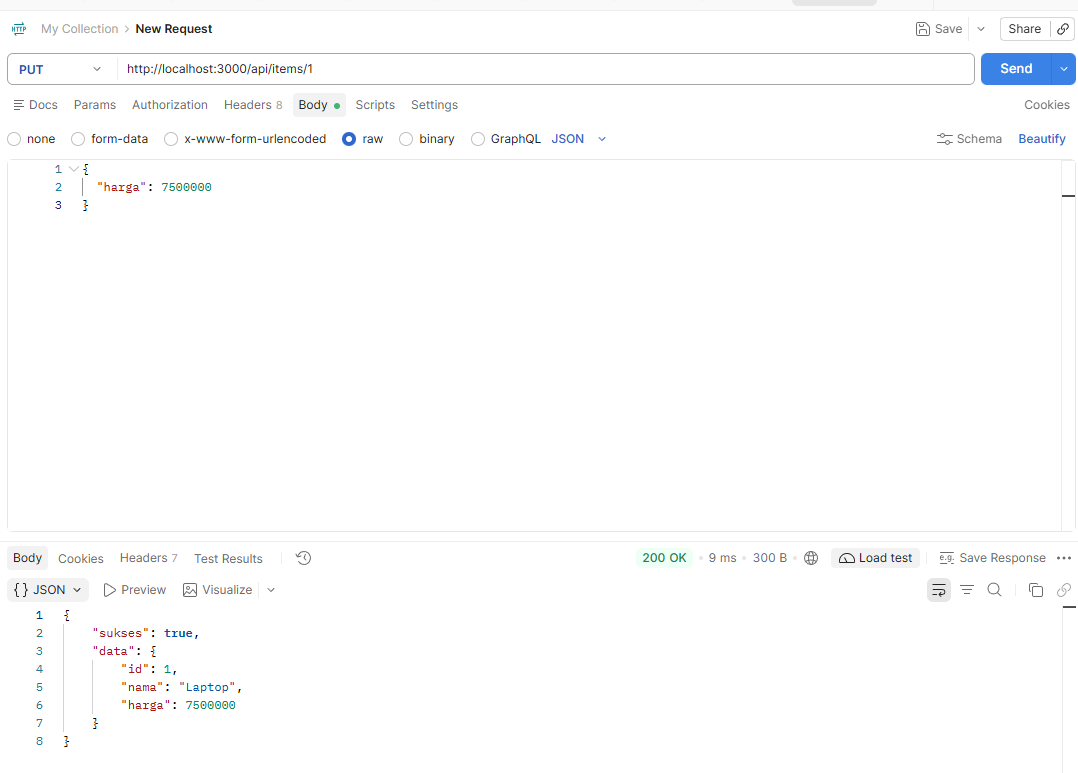 HTTP My Collection > New Request Save Share
PUT http://localhost:3000/api/items/1 Send
Docs Params Authorization Headers 8 Body Scripts Settings Cookies
none form-data x-www-form-urlencoded raw binary GraphQL JSON Schema Beautify
1 {
2 "harga": 7500000
3 }
Body Cookies Headers 7 Test Results 200 OK • 9 ms • 300 B • Load test e.g. Save Response
{} JSON Preview Visualize
1 {
2 "sukses": true,
3 "data": {
4 "id": 1,
5 "nama": "Laptop",
6 "harga": 7500000
7 }
8 }